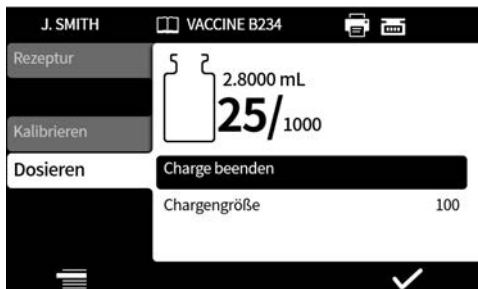 J. SMITH VACCINE B234
Rezeptur
2.8000 mL
25/1000
Kalibrieren
Dosieren
Charge beenden
Chargengröße 100